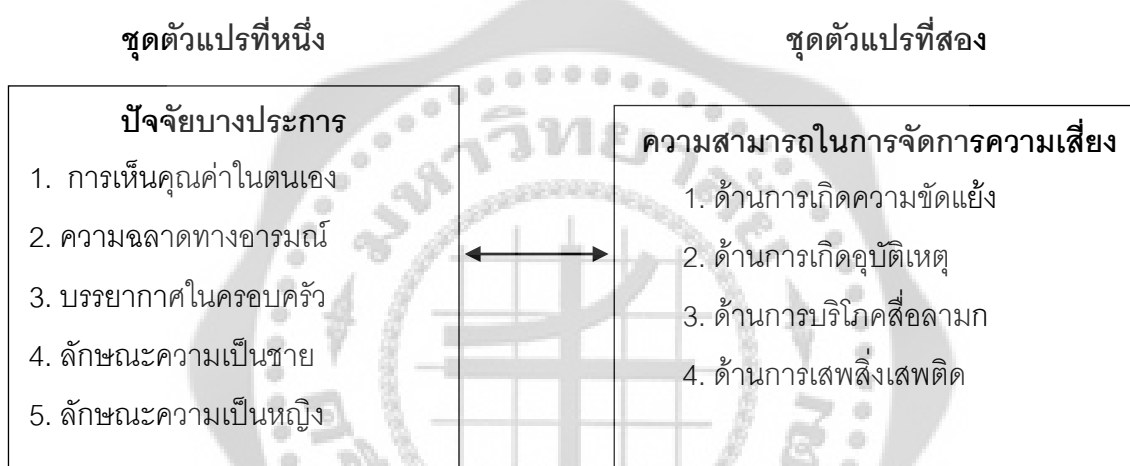 ชุดตัวแปรที่หนึ่ง
ชุดตัวแปรที่สอง
ปัจจัยบางประการ
1. การเห็นคุณค่าในตนเอง
2. ความฉลาดทางอารมณ์
3. บรรยากาศในครอบครัว
4. ลักษณะความเป็นชาย
5. ลักษณะความเป็นหญิง
ความสามารถในการจัดการความเสี่ยง
1. ด้านการเกิดความขัดแย้ง
2. ด้านการเกิดอุบัติเหตุ
3. ด้านการบริโภคสื่อลามก
4. ด้านการเสพสิ่งเสพติด
มหาวิทยาลัย